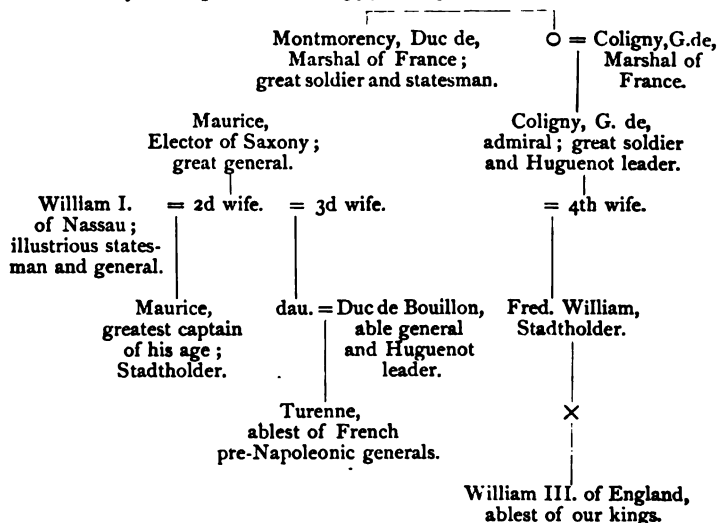 Montmorency, Duc de,
Marshal of France;
great soldier and statesman.
O = Coligny, G. de,
Marshal of
France.
Maurice,
Elector of Saxony;
great general.
Coligny, G. de,
admiral; great soldier
and Huguenot leader.
William I.
of Nassau;
illustrious states-
man and general.
= 2d wife.
= 3d wife.
= 4th wife.
Maurice,
greatest captain
of his age;
Stadtholder.
dau. = Duc de Bouillon,
able general
and Huguenot
leader.
Fred. William,
Stadtholder.
Turenne,
ablest of French
pre-Napoleonic generals.
×
William III. of England,
ablest of our kings.